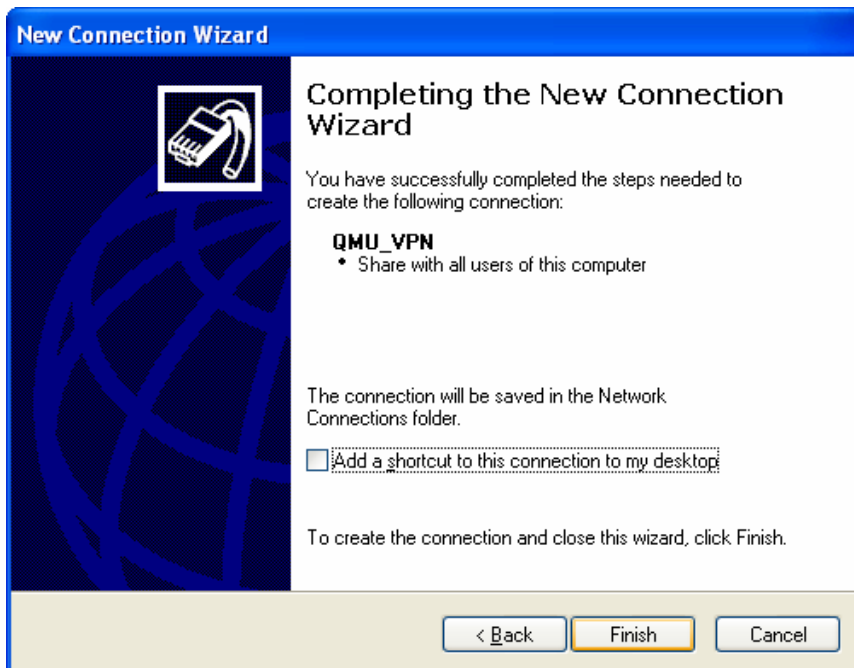 New Connection Wizard
Completing the New Connection
Wizard
You have successfully completed the steps needed to
create the following connection:
QMU_VPN
• Share with all users of this computer
The connection will be saved in the Network
Connections folder.
Add a shortcut to this connection to my desktop
To create the connection and close this wizard, click Finish.
< Back Finish Cancel